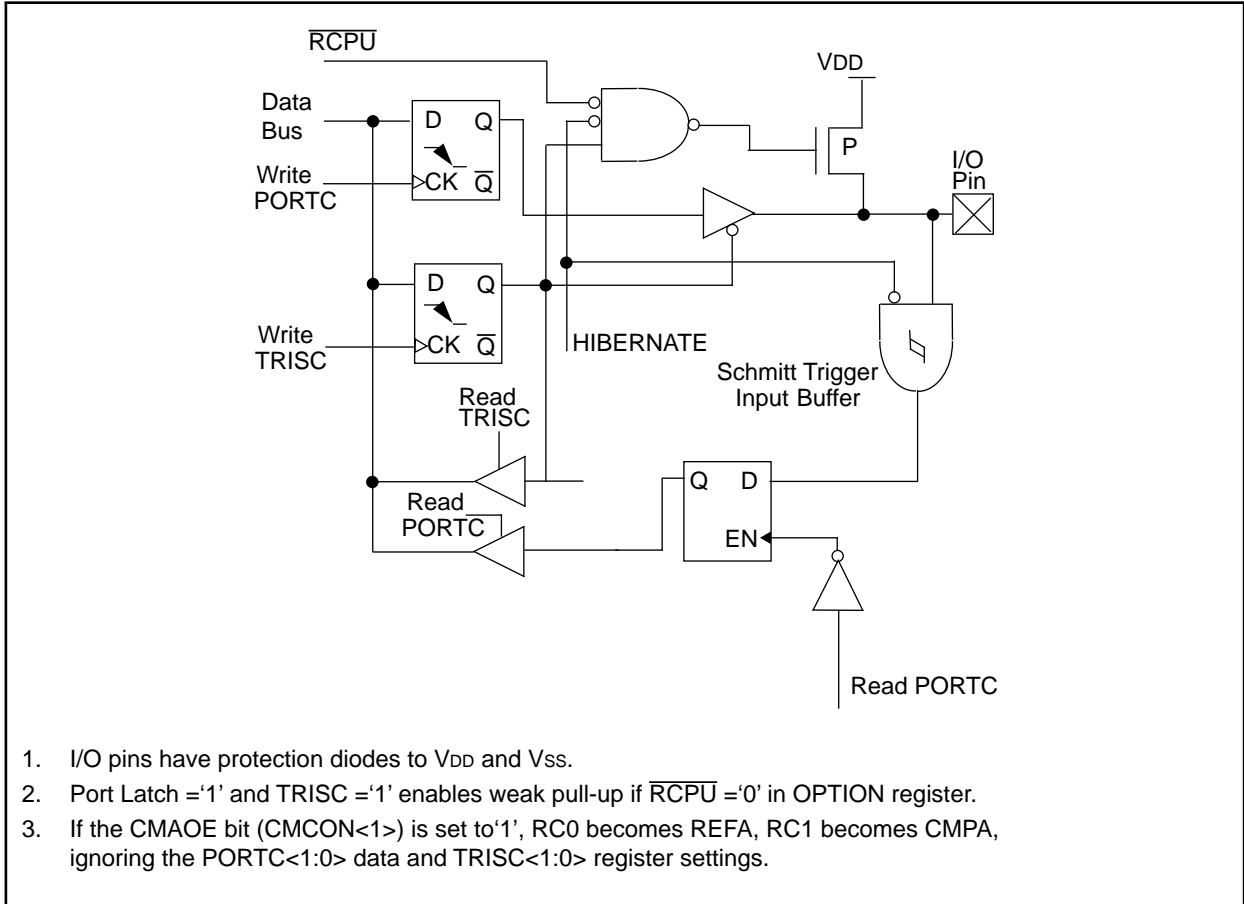 R̅C̅P̅U̅
VDD
Data
Bus
D Q
P
I/O
Pin
Write
PORTC
CK Q̅
D Q
Write
TRISC
CK Q̅
HIBERNATE
Schmitt Trigger
Input Buffer
Read
TRISC
Q D
Read
PORTC
EN
Read PORTC
1. I/O pins have protection diodes to VDD and VSS.
2. Port Latch =‘1’ and TRISC =‘1’ enables weak pull-up if R̅C̅P̅U̅ =‘0’ in OPTION register.
3. If the CMAOE bit (CMCON<1>) is set to‘1’, RC0 becomes REFA, RC1 becomes CMPA,
ignoring the PORTC<1:0> data and TRISC<1:0> register settings.